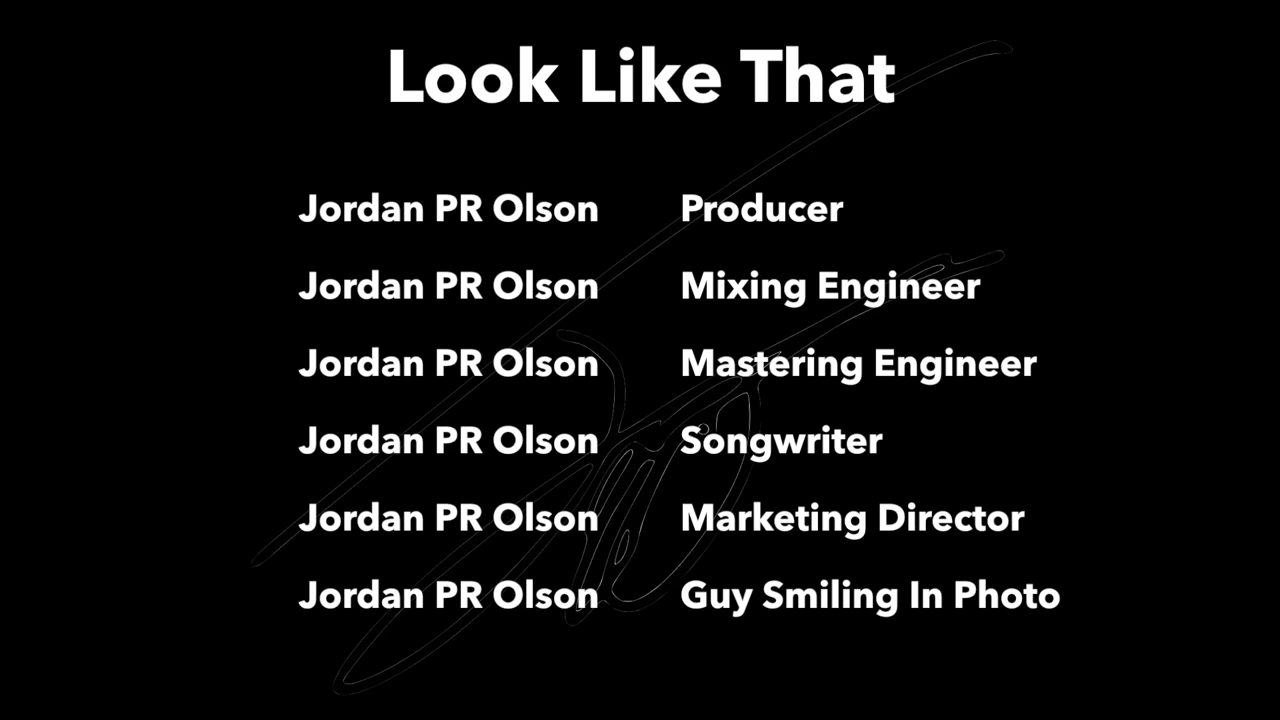 Look Like That
Jordan PR Olson Producer
Jordan PR Olson Mixing Engineer
Jordan PR Olson Mastering Engineer
Jordan PR Olson Songwriter
Jordan PR Olson Marketing Director
Jordan PR Olson Guy Smiling In Photo